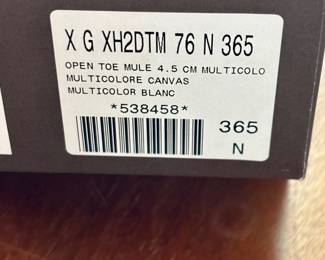 X G XH2DTM 76 N 365
OPEN TOE MULE 4.5 CM MULTICOLO
MULTICOLORE CANVAS
MULTICOLOR BLANC
*538458*
365
N